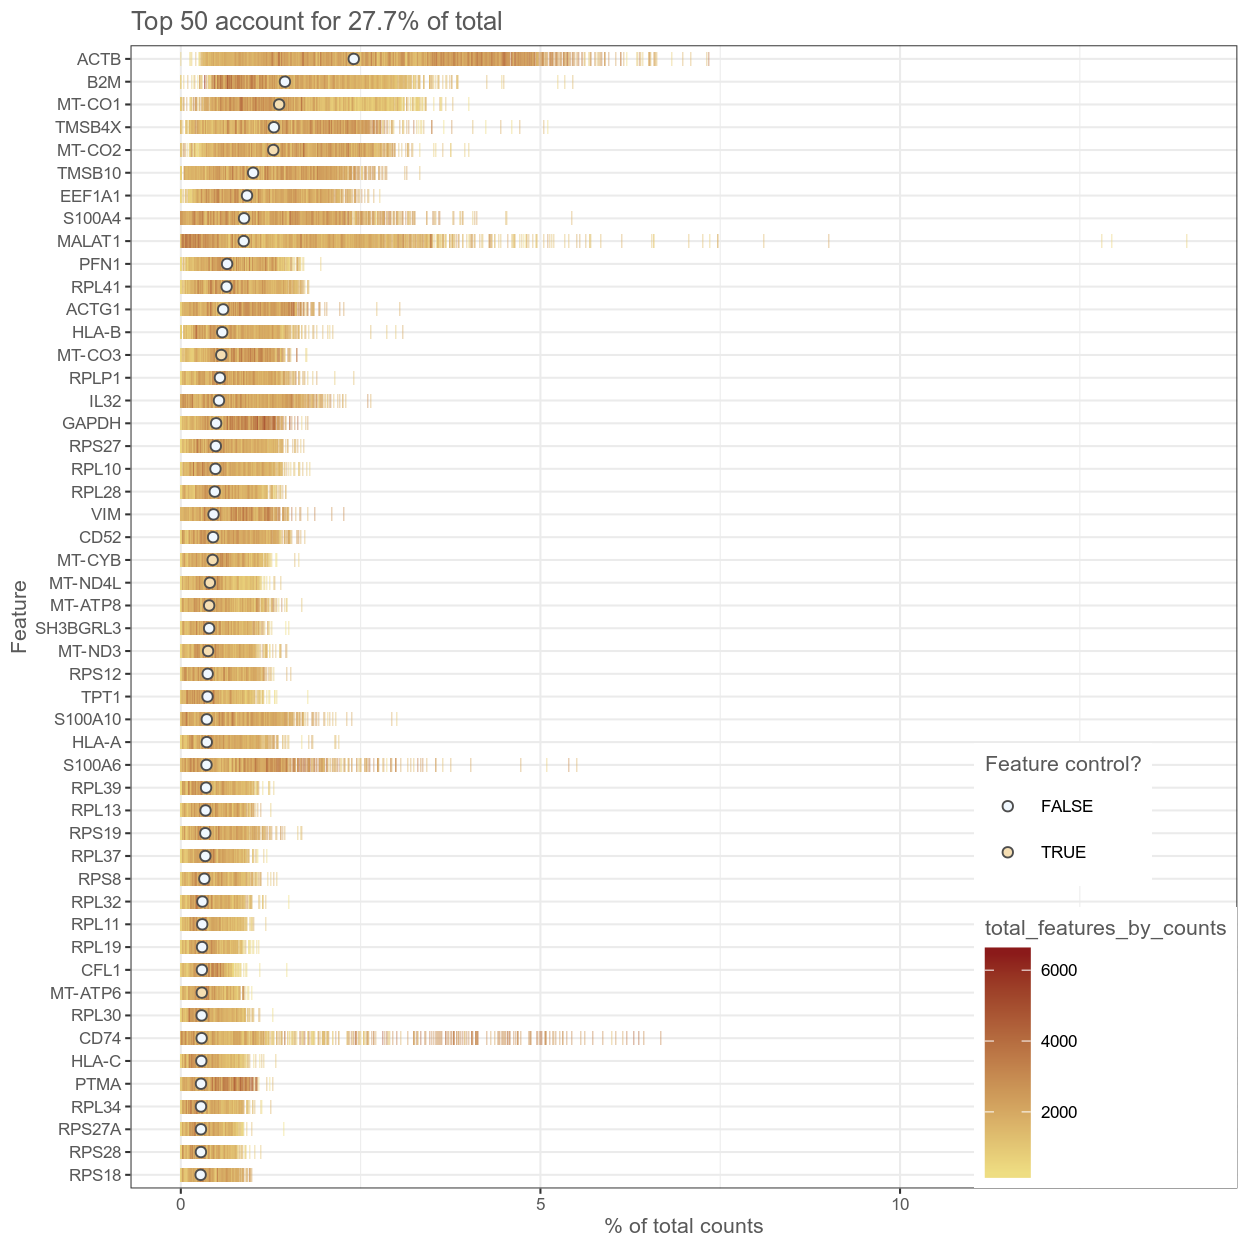 Top 50 account for 27.7% of total
ACTB
B2M
MT-CO1
TMSB4X
MT-CO2
TMSB10
EEF1A1
S100A4
MALAT1
PFN1
RPL41
ACTG1
HLA-B
MT-CO3
RPLP1
IL32
GAPDH
RPS27
RPL10
RPL28
VIM
CD52
MT-CYB
MT-ND4L
MT-ATP8
SH3BGRL3
MT-ND3
RPS12
TPT1
S100A10
HLA-A
S100A6
RPL39
RPL13
RPS19
RPL37
RPS8
RPL32
RPL11
RPL19
CFL1
MT-ATP6
RPL30
CD74
HLA-C
PTMA
RPL34
RPS27A
RPS28
RPS18
Feature
0
5
10
% of total counts
Feature control?
FALSE
TRUE
total_features_by_counts
6000
4000
2000